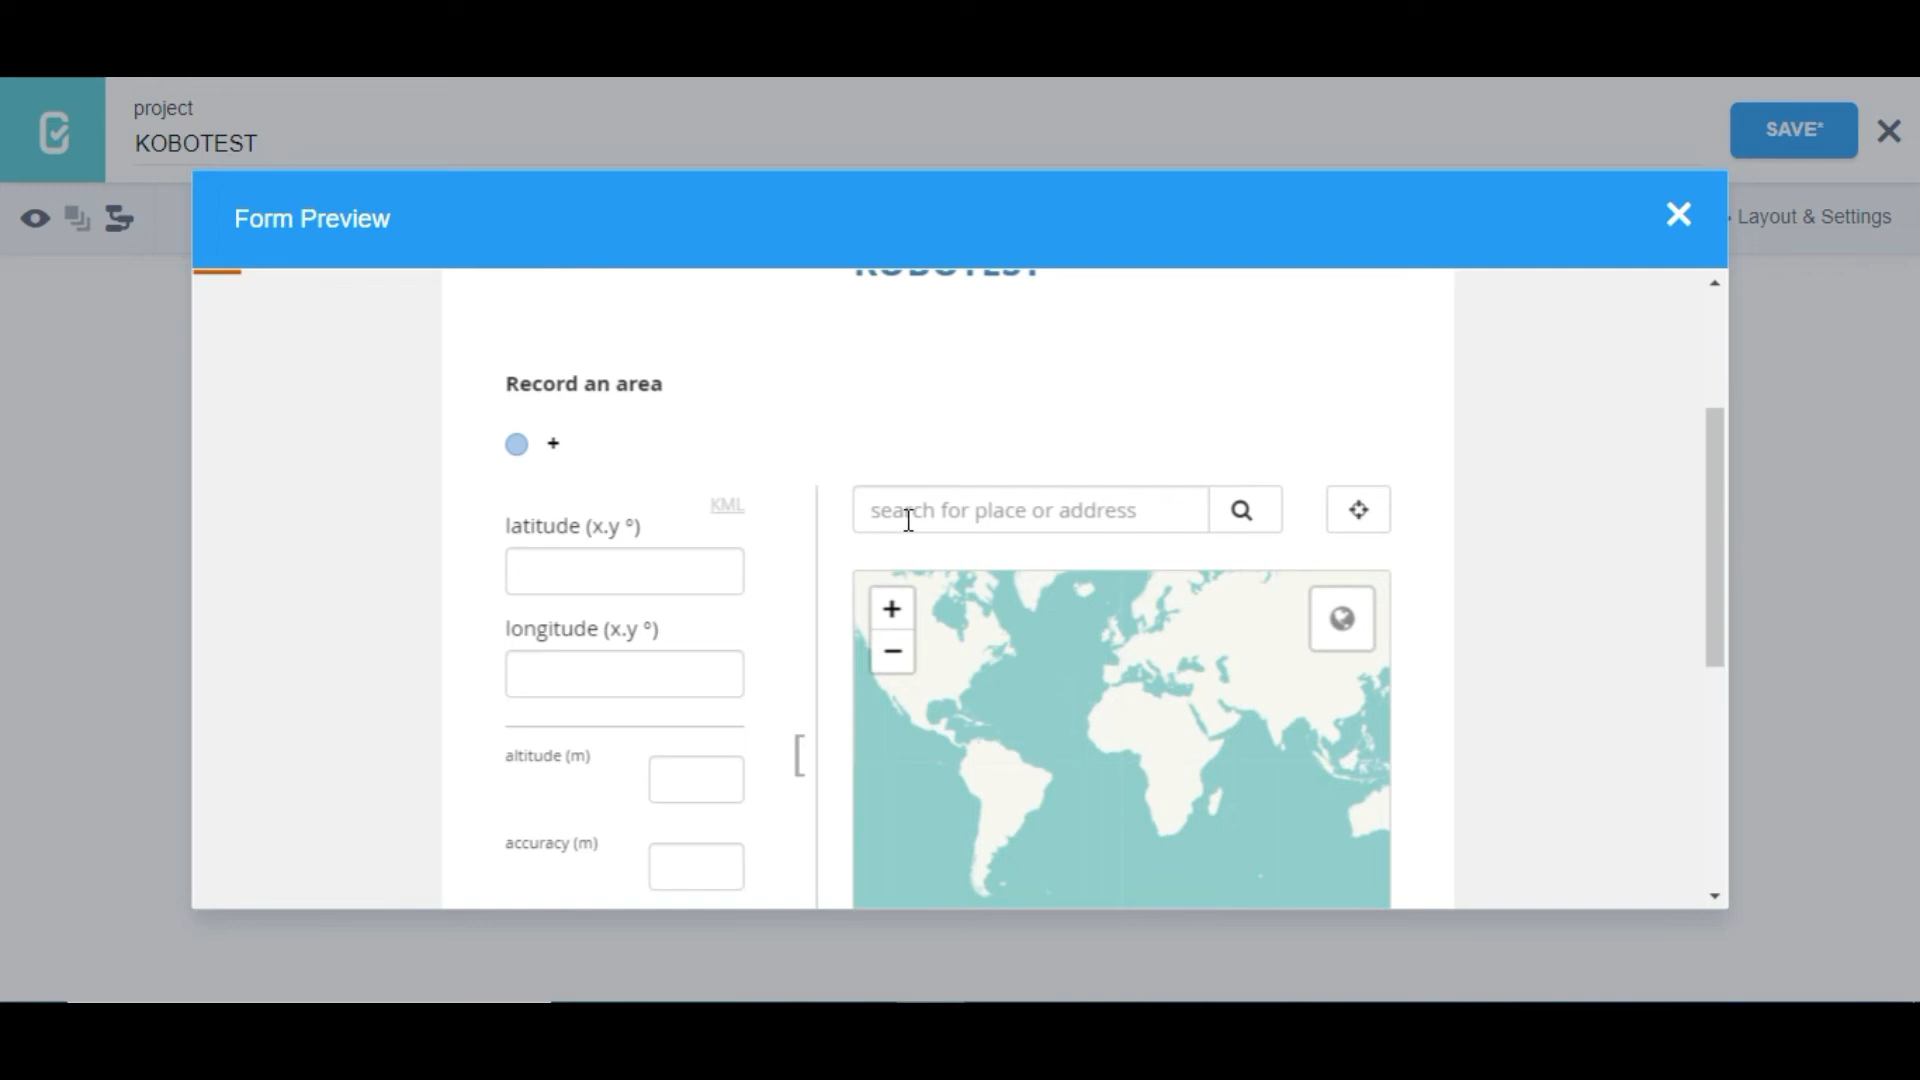 project
KOBOTEST
SAVE*
Form Preview
Layout & Settings
KOBOTEST
Record an area
+
KML
search for place or address
latitude (x.y °)
longitude (x.y °)
+
−
altitude (m)
accuracy (m)